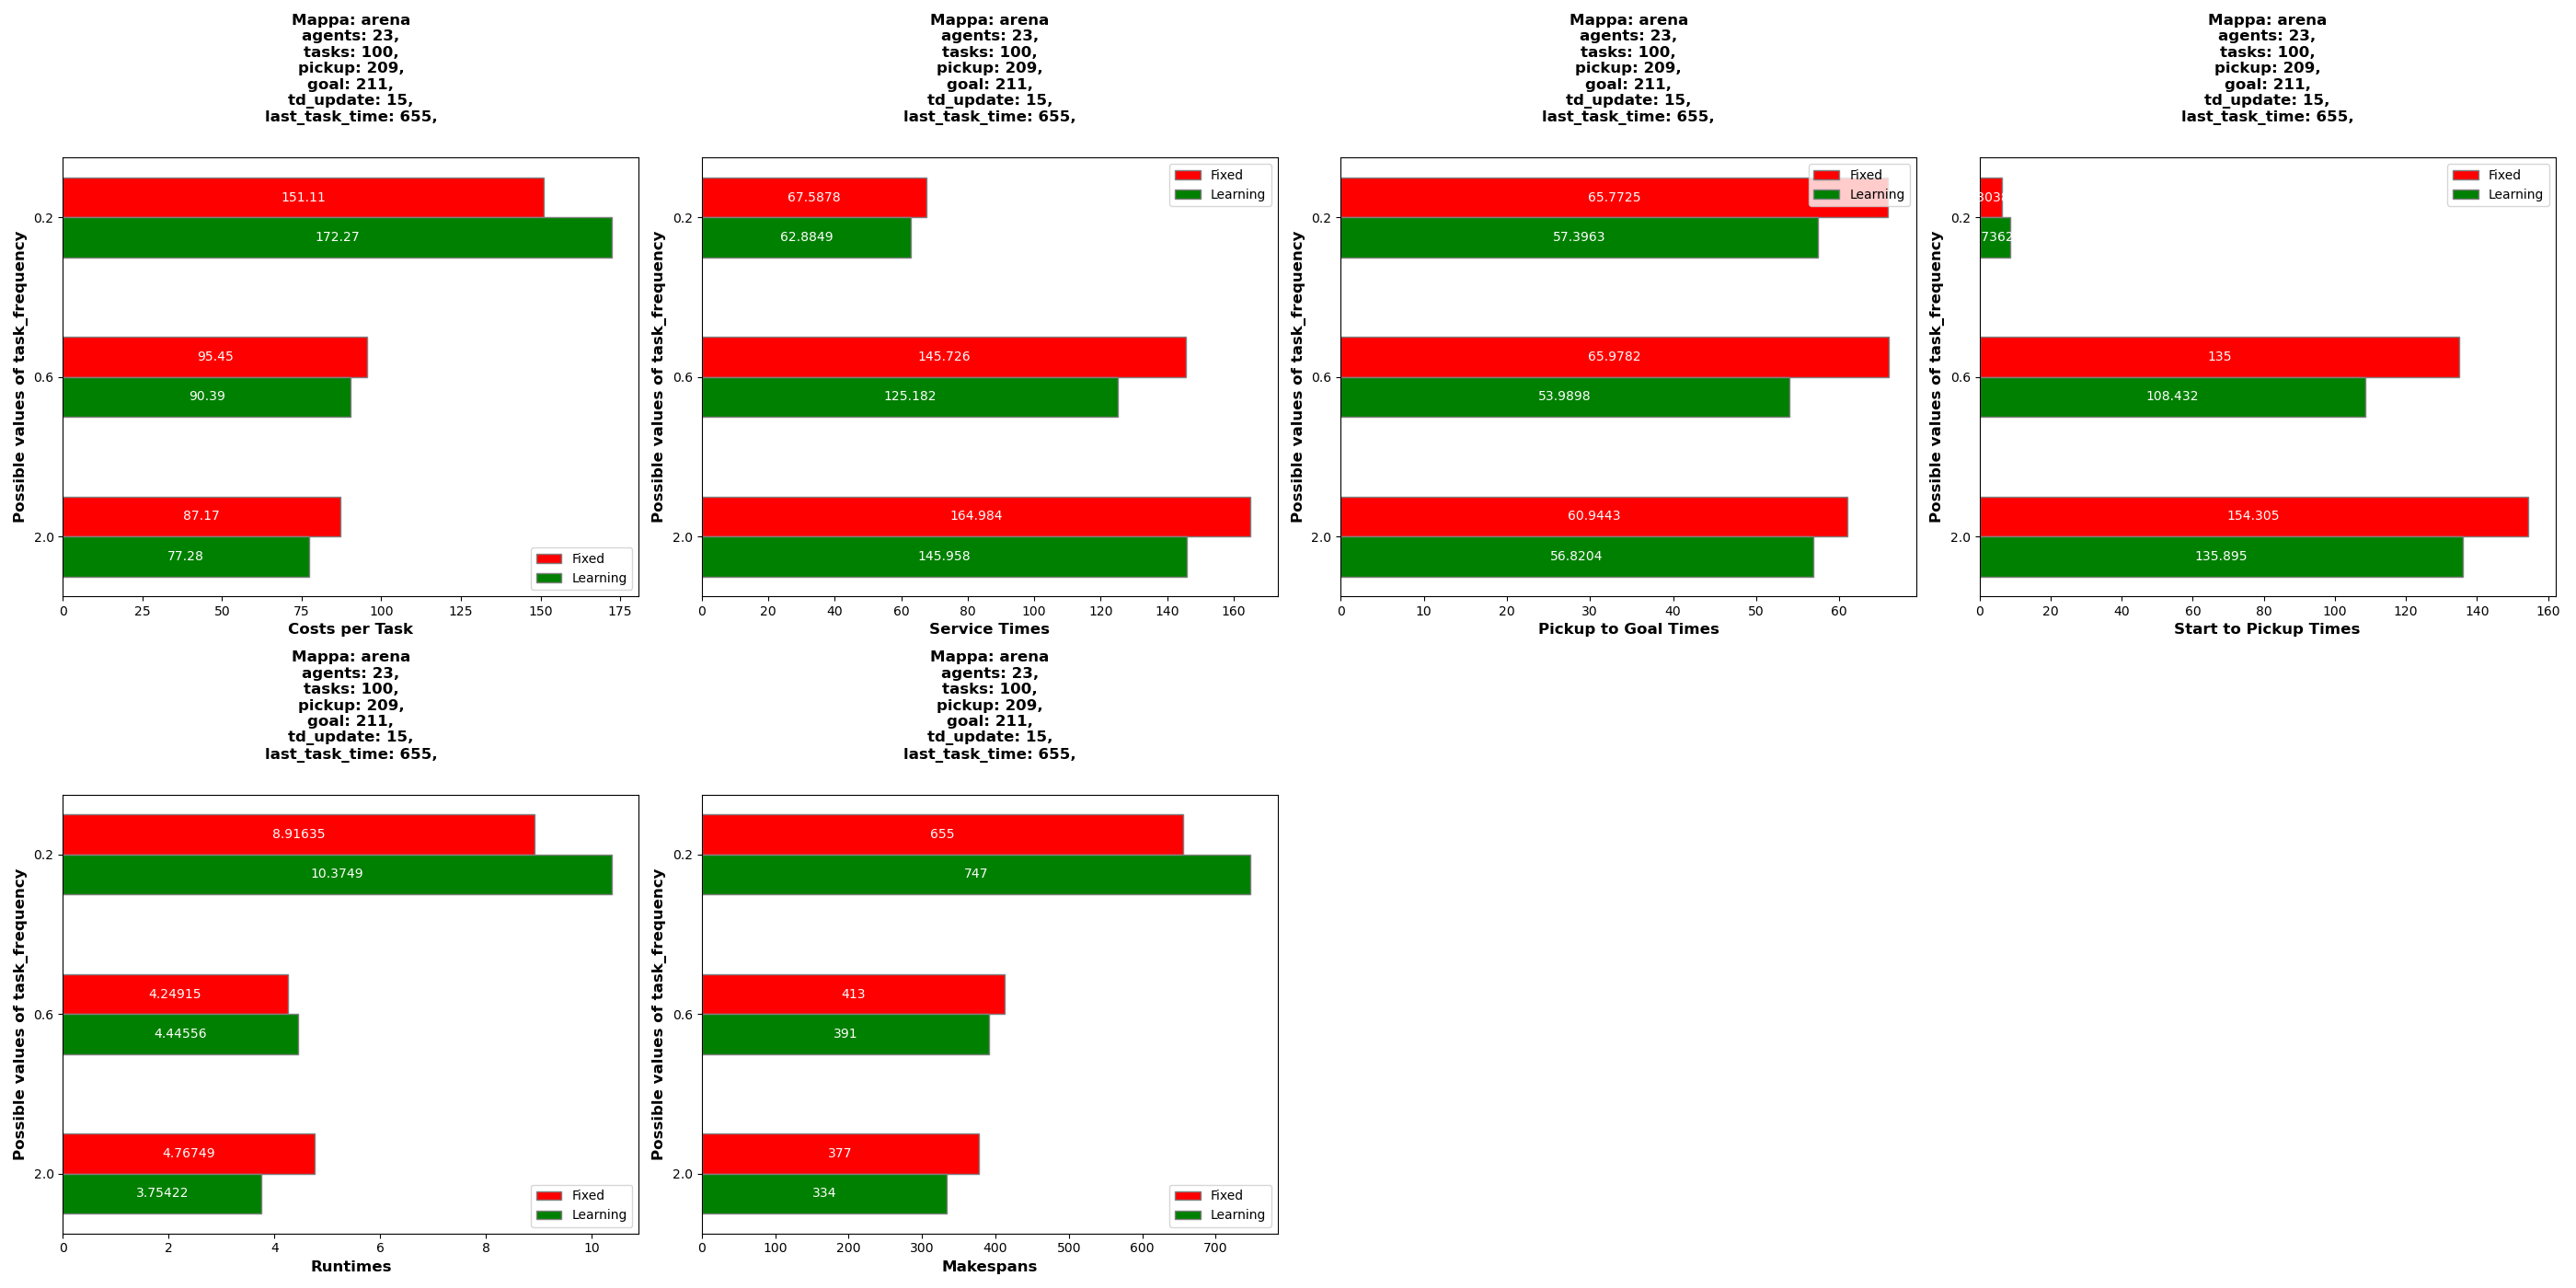 Mappa: arena
agents: 23,
tasks: 100,
pickup: 209,
goal: 211,
td_update: 15,
last_task_time: 655,
Possible values of task_frequency
0.2
0.6
2.0
151.11
172.27
95.45
90.39
87.17
77.28
Fixed
Learning
0 25 50 75 100 125 150 175
Costs per Task
Mappa: arena
agents: 23,
tasks: 100,
pickup: 209,
goal: 211,
td_update: 15,
last_task_time: 655,
Possible values of task_frequency
0.2
0.6
2.0
Fixed
Learning
67.5878
62.8849
145.726
125.182
164.984
145.958
0 20 40 60 80 100 120 140 160
Service Times
Mappa: arena
agents: 23,
tasks: 100,
pickup: 209,
goal: 211,
td_update: 15,
last_task_time: 655,
Possible values of task_frequency
0.2
0.6
2.0
Fixed
Learning
65.7725
57.3963
65.9782
53.9898
60.9443
56.8204
0 10 20 30 40 50 60
Pickup to Goal Times
Mappa: arena
agents: 23,
tasks: 100,
pickup: 209,
goal: 211,
td_update: 15,
last_task_time: 655,
Possible values of task_frequency
0.2
0.6
2.0
Fixed
Learning
7362
135
108.432
154.305
135.895
0 20 40 60 80 100 120 140 160
Start to Pickup Times
Mappa: arena
agents: 23,
tasks: 100,
pickup: 209,
goal: 211,
td_update: 15,
last_task_time: 655,
Possible values of task_frequency
0.2
0.6
2.0
8.91635
10.3749
4.24915
4.44556
4.76749
3.75422
Fixed
Learning
0 2 4 6 8 10
Runtimes
Mappa: arena
agents: 23,
tasks: 100,
pickup: 209,
goal: 211,
td_update: 15,
last_task_time: 655,
Possible values of task_frequency
0.2
0.6
2.0
655
747
413
391
377
334
Fixed
Learning
0 100 200 300 400 500 600 700
Makespans